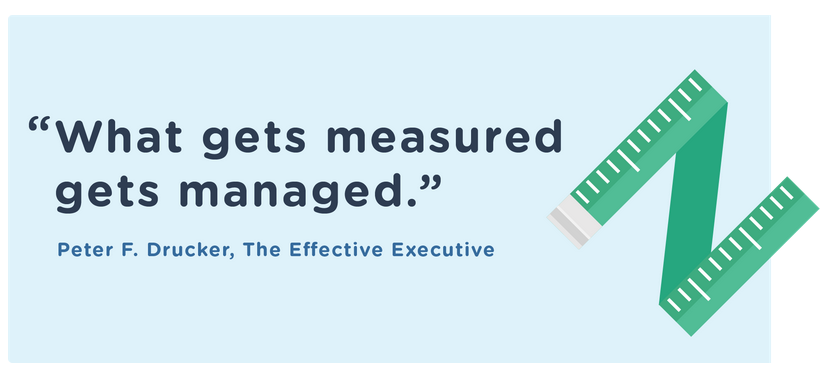 “What gets measured
gets managed.”
Peter F. Drucker, The Effective Executive